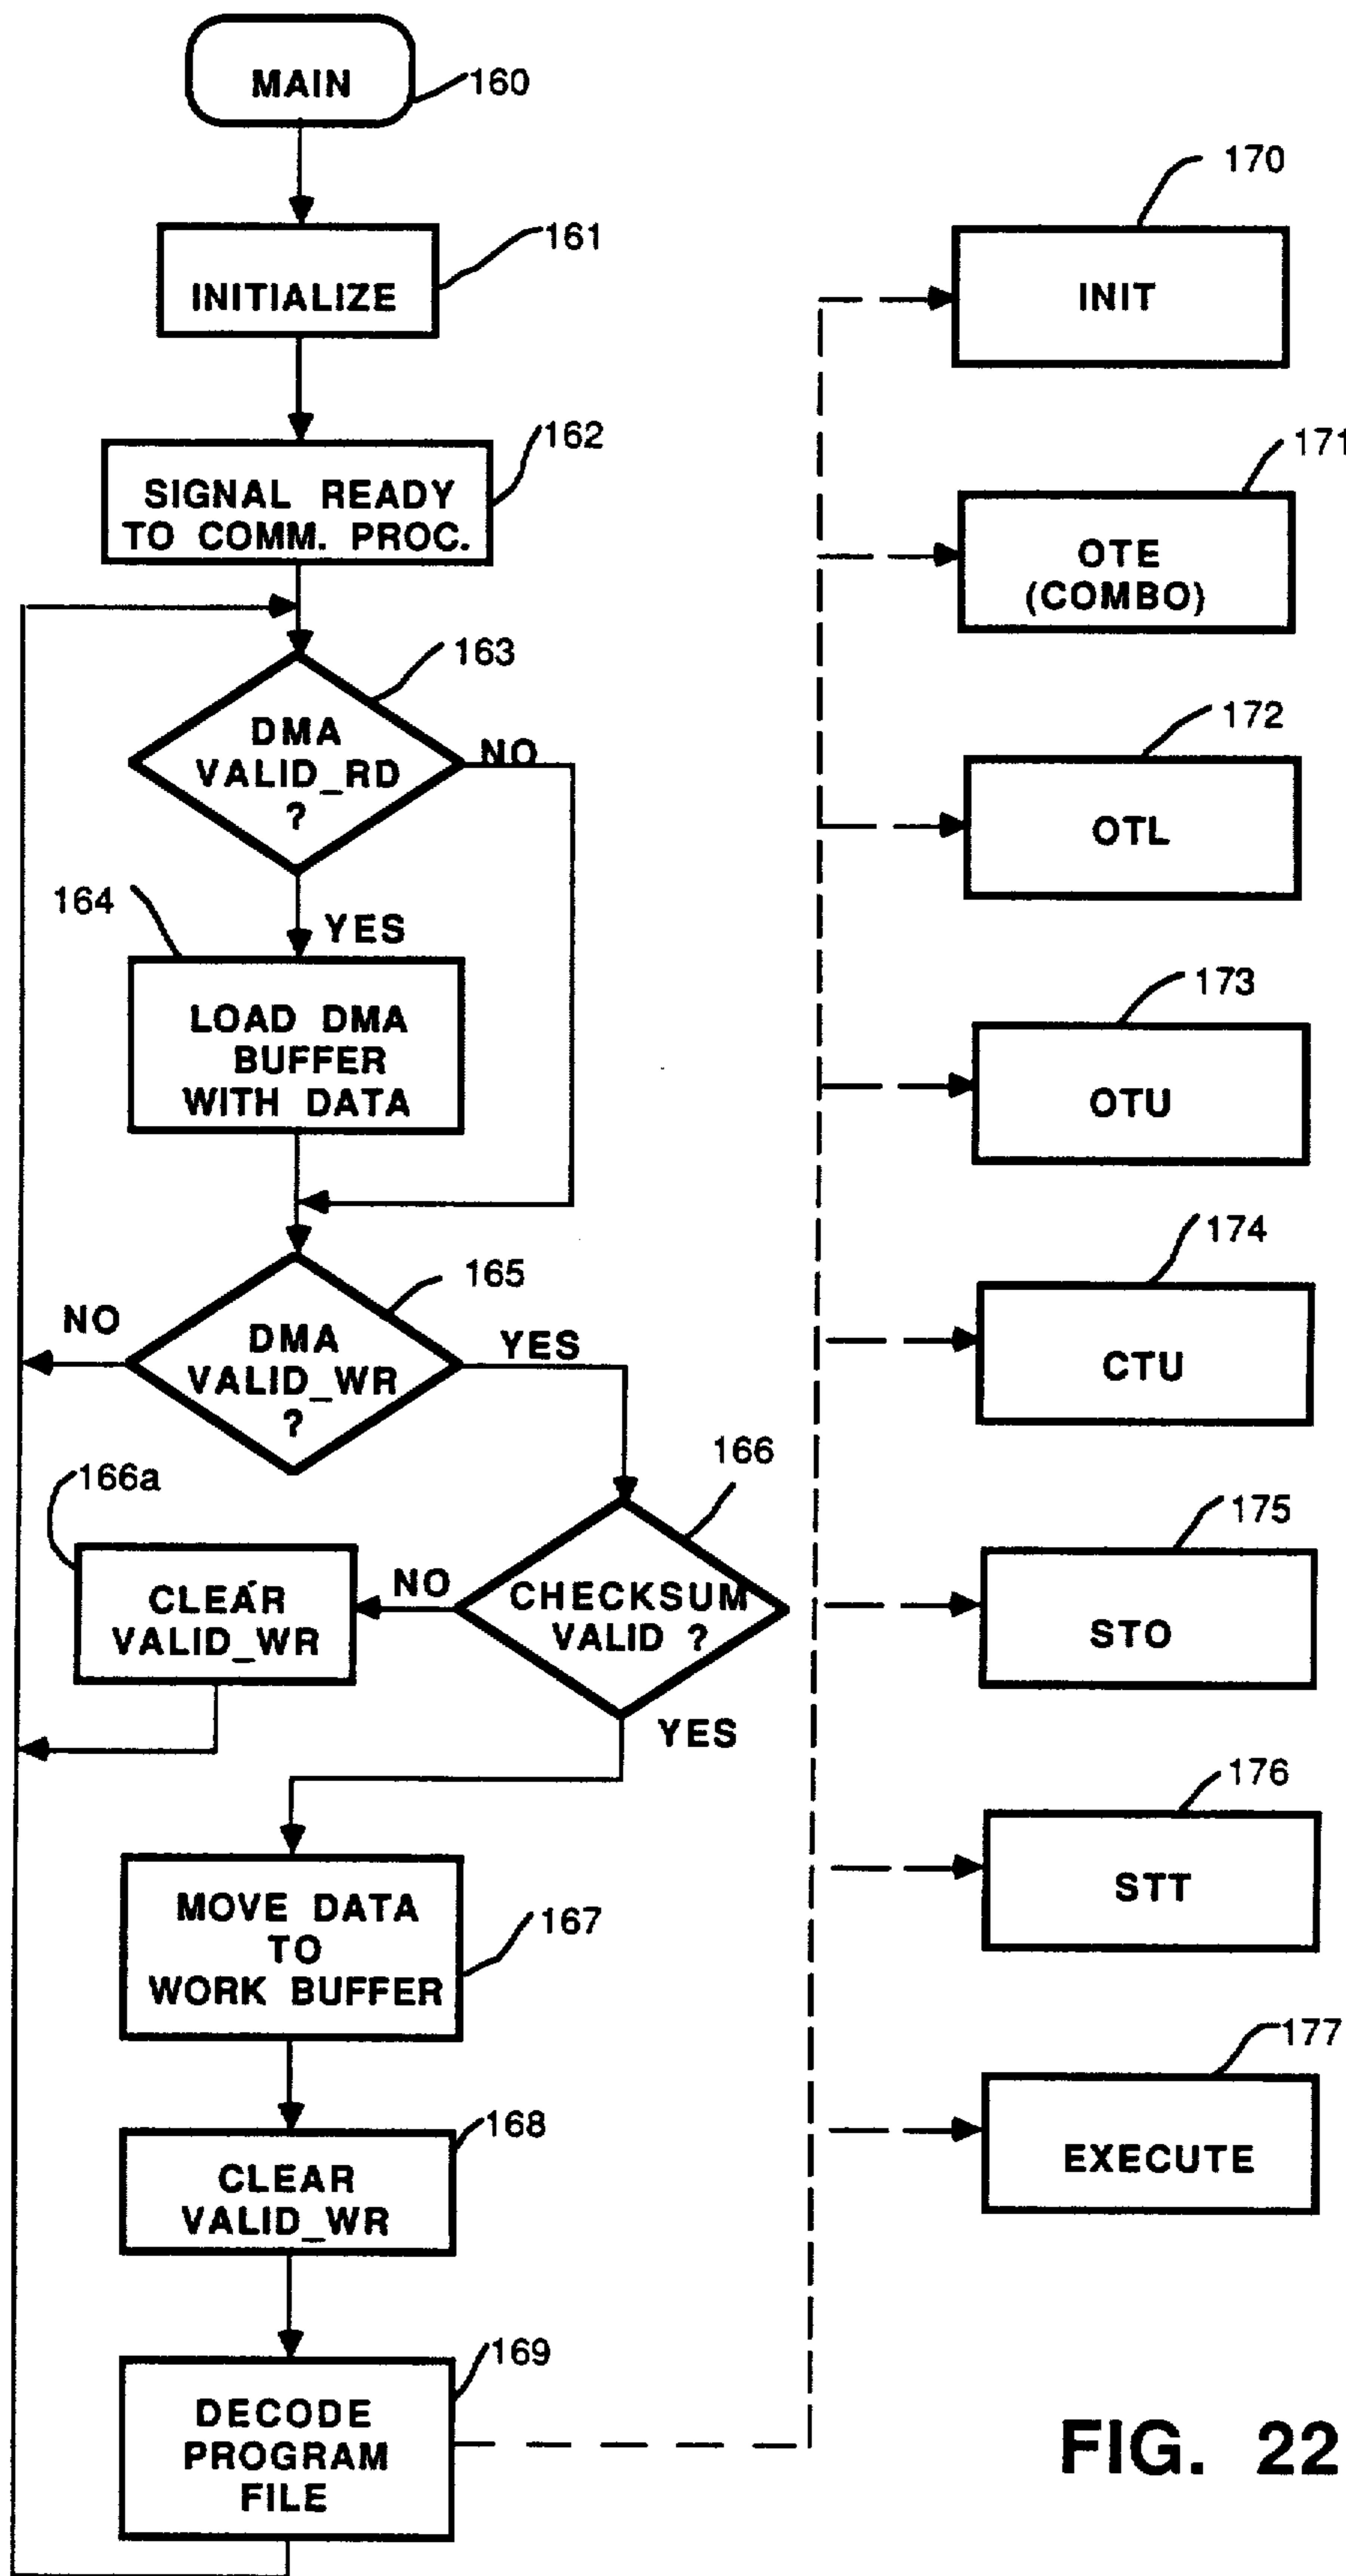 MAIN
160
INITIALIZE
161
SIGNAL READY
TO COMM. PROC.
162
DMA
VALID_RD
?
163
NO
YES
164
LOAD DMA
BUFFER
WITH DATA
DMA
VALID_WR
?
165
NO
YES
166
CHECKSUM
VALID ?
NO
YES
166a
CLEAR
VALID_WR
MOVE DATA
TO
WORK BUFFER
167
CLEAR
VALID_WR
168
DECODE
PROGRAM
FILE
169
170
INIT
171
OTE
(COMBO)
172
OTL
173
OTU
174
CTU
175
STO
176
STT
177
EXECUTE
FIG. 22